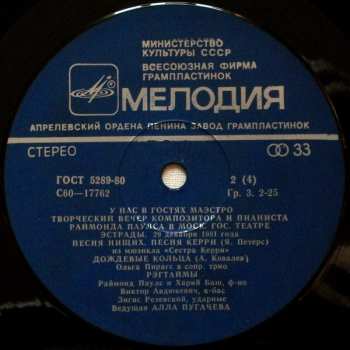 МИНИСТЕРСТВО
КУЛЬТУРЫ СССР
ВСЕСОЮЗНАЯ ФИРМА
ГРАМПЛАСТИНОК
МЕЛОДИЯ
АПРЕЛЕВСКИЙ ОРДЕНА ЛЕНИНА ЗАВОД ГРАМПЛАСТИНОК
СТЕРЕО 33
ГОСТ 5289-80 2 (4)
С60—17762 Гр. 3. 2-25
У НАС В ГОСТЯХ МАЭСТРО
ТВОРЧЕСКИЙ ВЕЧЕР КОМПОЗИТОРА И ПИАНИСТА
РАЙМОНДА ПАУЛСА В МОСК. ГОС. ТЕАТРЕ
ЭСТРАДЫ. 29 декабря 1981 года
ПЕСНЯ НИЩИХ, ПЕСНЯ КЕРРИ (Я. Петерс)
из мюзикла «Сестра Керри»
ДОЖДЕВЫЕ КОЛЬЦА (А. Ковалев)
Ольга Пирагс в сопр. трио
РЭГТАЙМЫ
Раймонд Паулс и Харий Баш, ф-но
Виктор Авдюкевич, к-бас
Зигис Резевский, ударные
Ведущая АЛЛА ПУГАЧЕВА